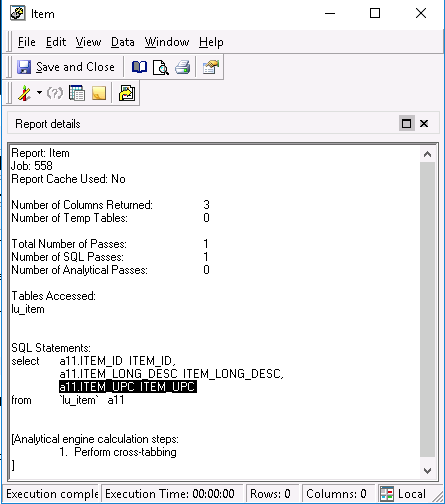 Item
File Edit View Data Window Help
Save and Close
Report details
Report: Item
Job: 558
Report Cache Used: No
Number of Columns Returned: 3
Number of Temp Tables: 0
Total Number of Passes: 1
Number of SQL Passes: 1
Number of Analytical Passes: 0
Tables Accessed:
lu_item
SQL Statements:
select a11.ITEM_ID ITEM_ID,
a11.ITEM_LONG_DESC ITEM_LONG_DESC,
a11.ITEM_UPC ITEM_UPC
from `lu_item` a11
[Analytical engine calculation steps:
1. Perform cross-tabbing
]
Execution comple Execution Time: 00:00:00 Rows: 0 Columns: 0 Local